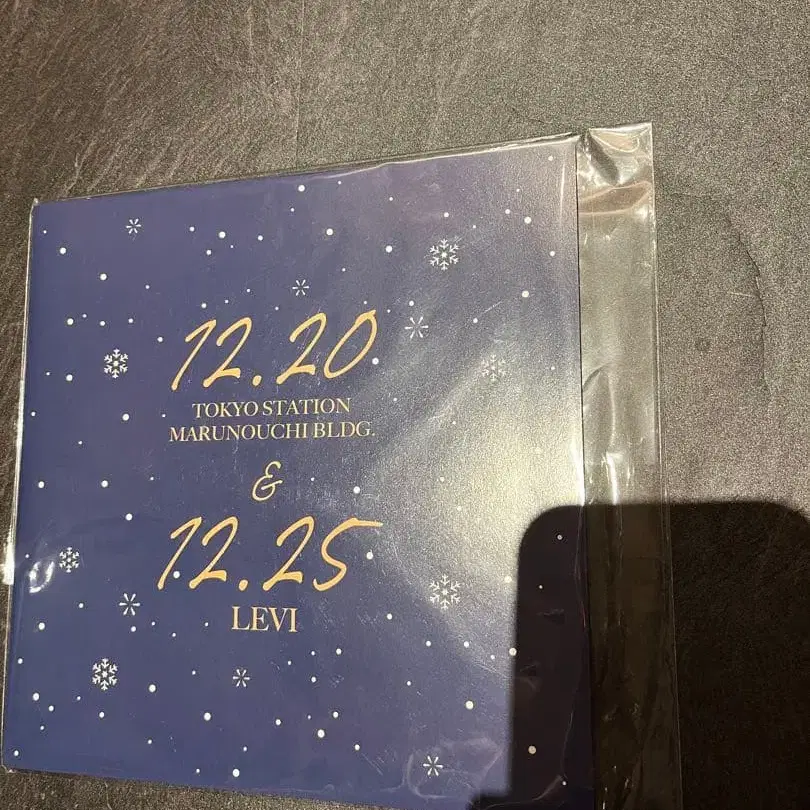 12.20
TOKYO STATION
MARUNOUCHI BLDG.
&
12.25
LEVI